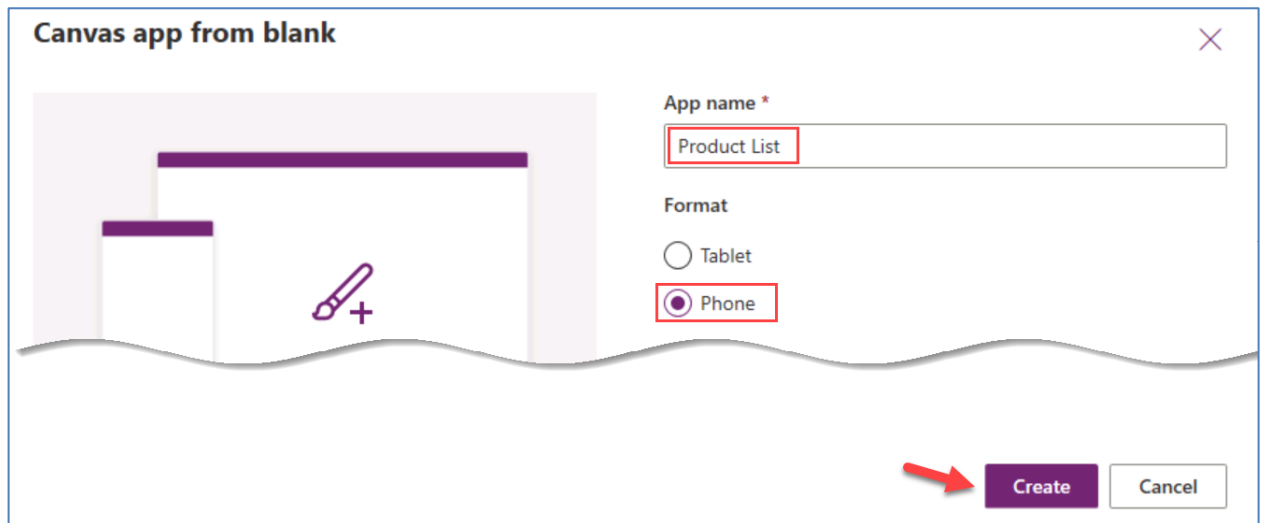 Canvas app from blank
App name *
Product List
Format
Tablet
Phone
Create
Cancel